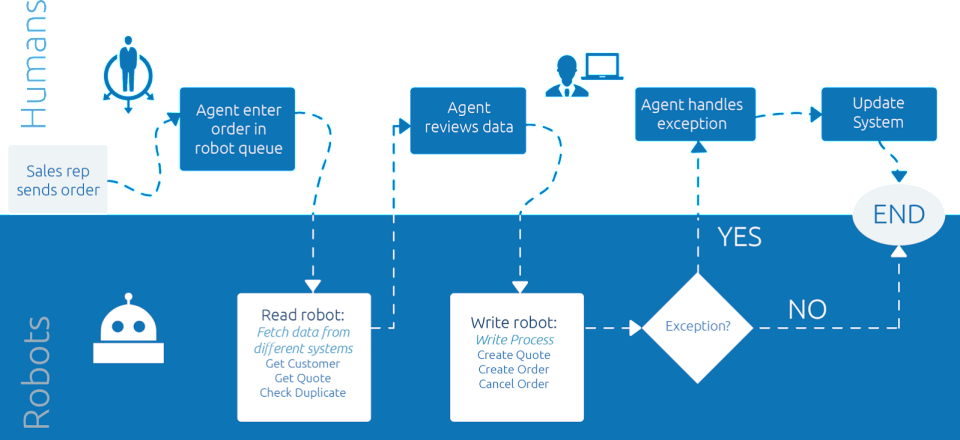 Humans
Sales rep
sends order
Agent enter
order in
robot queue
Agent
reviews data
Agent handles
exception
Update
System
END
Robots
Read robot:
Fetch data from
different systems
Get Customer
Get Quote
Check Duplicate
Write robot:
Write Process
Create Quote
Create Order
Cancel Order
Exception?
YES
NO